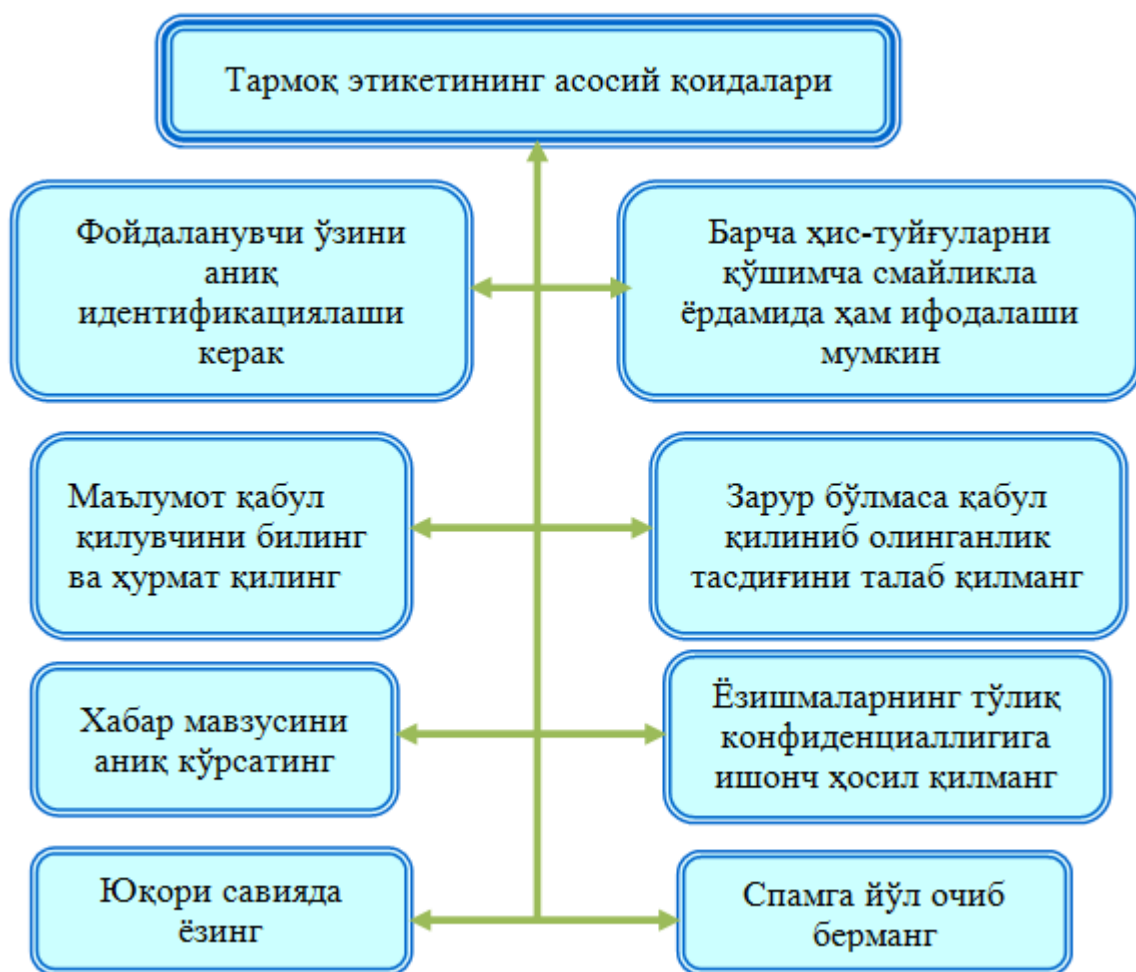 Тармоқ этикетининг асосий қоидалари
Фойдаланувчи ўзини
аниқ
идентификациялаши
керак
Барча ҳис-туйғуларни
қўшимча смайликла
ёрдамида ҳам ифодалаши
мумкин
Маълумот қабул
қилувчини билинг
ва ҳурмат қилинг
Зарур бўлмаса қабул
қилиниб олинганлик
тасдиғини талаб қилманг
Хабар мавзусини
аниқ кўрсатинг
Ёзишмаларнинг тўлиқ
конфиденциаллигига
ишонч ҳосил қилманг
Юқори савияда
ёзинг
Спамга йўл очиб
берманг